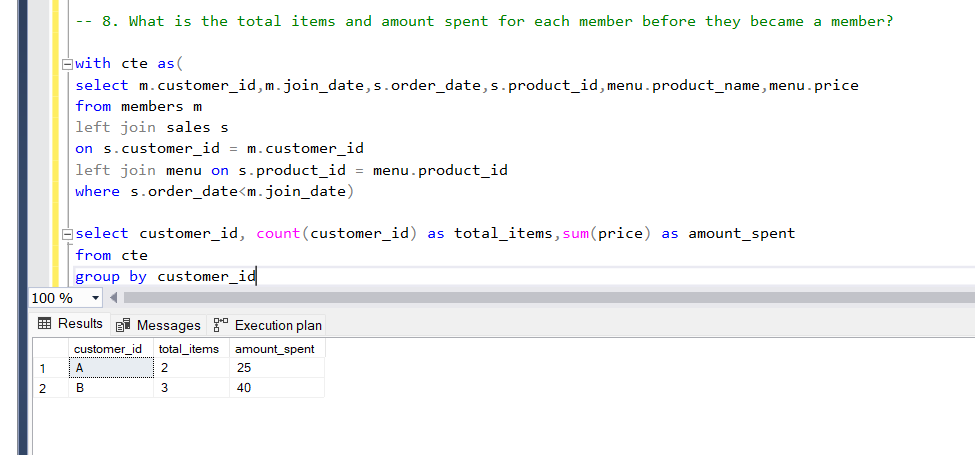 -- 8. What is the total items and amount spent for each member before they became a member?
with cte as(
select m.customer_id,m.join_date,s.order_date,s.product_id,menu.product_name,menu.price
from members m
left join sales s
on s.customer_id = m.customer_id
left join menu on s.product_id = menu.product_id
where s.order_date<m.join_date)
select customer_id, count(customer_id) as total_items,sum(price) as amount_spent
from cte
group by customer_id
100 %
Results Messages Execution plan
customer_id total_items amount_spent
1 A 2 25
2 B 3 40